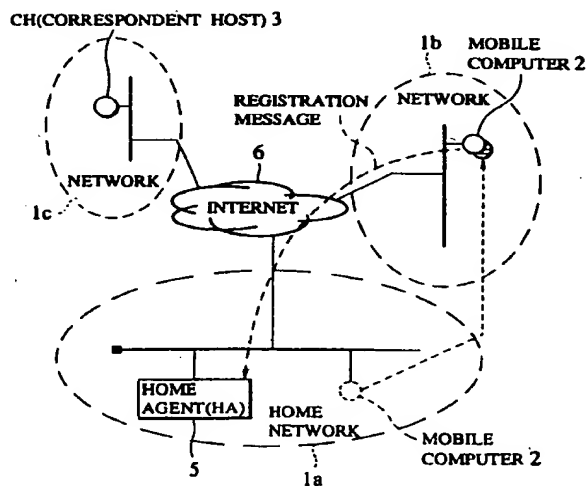 CH(CORRESPONDENT HOST) 3
1b
MOBILE
COMPUTER 2
REGISTRATION
MESSAGE
NETWORK
NETWORK
1c
6
INTERNET
HOME
AGENT(HA)
5
HOME
NETWORK
1a
MOBILE
COMPUTER 2